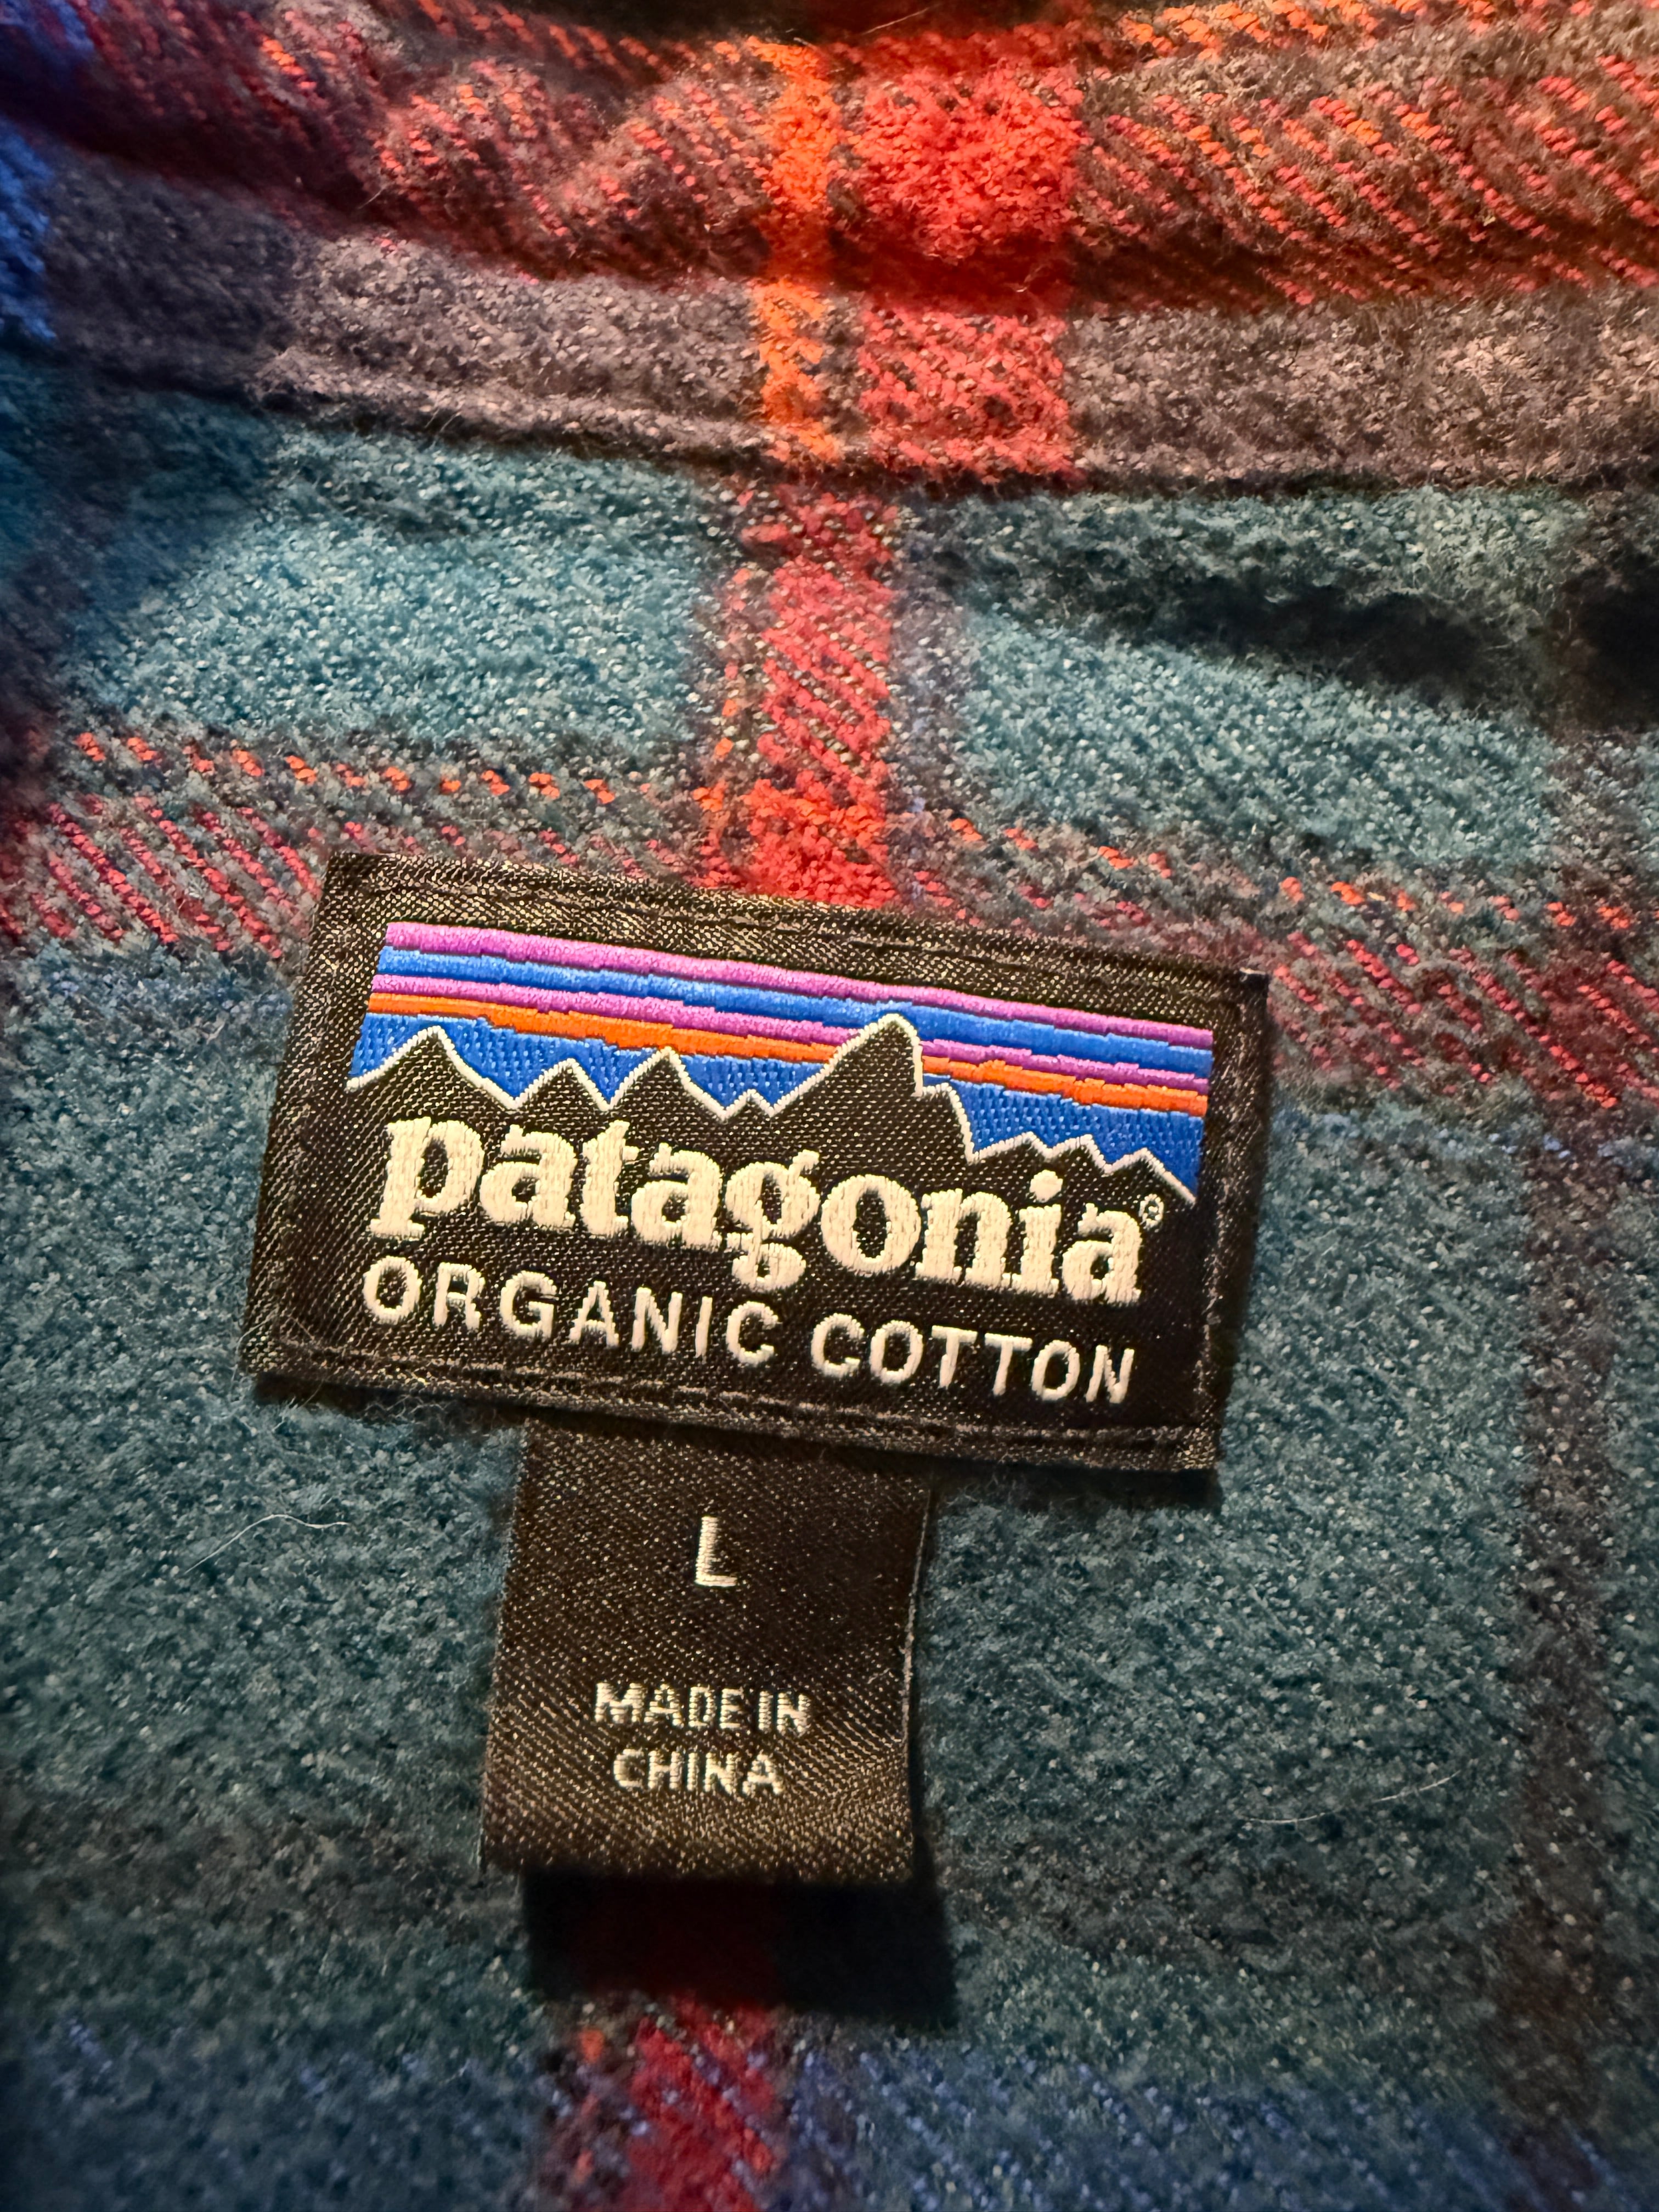 patagonia®
ORGANIC COTTON
L
MADE IN
CHINA